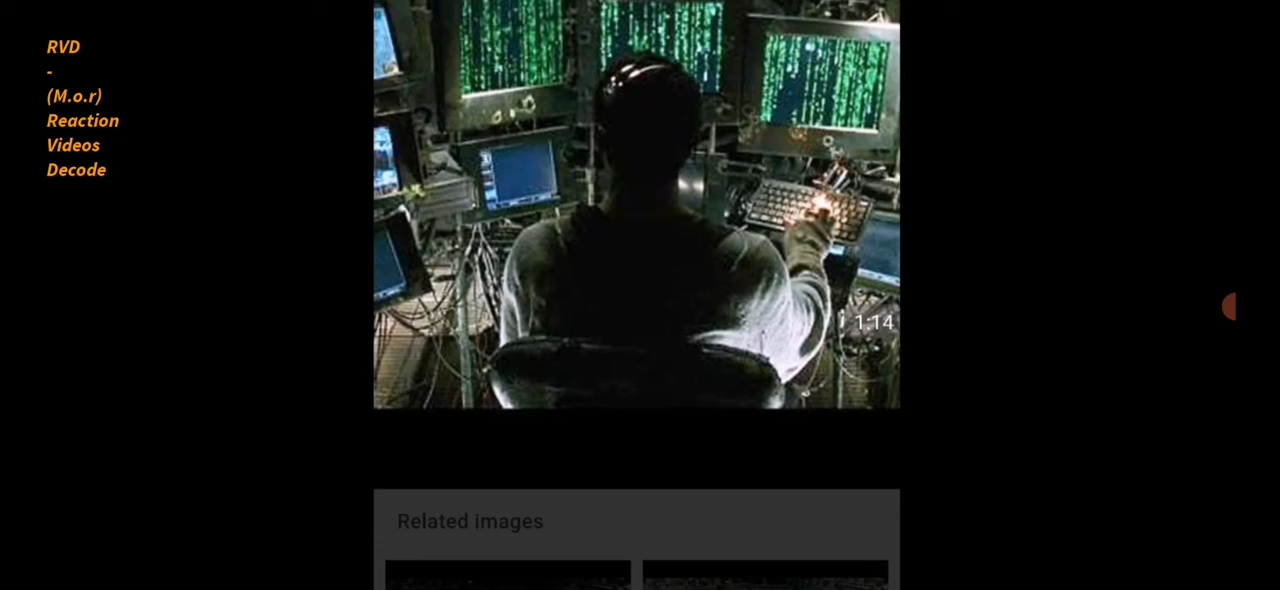 RVD
-
(M.o.r)
Reaction
Videos
Decode
1:14
Related images